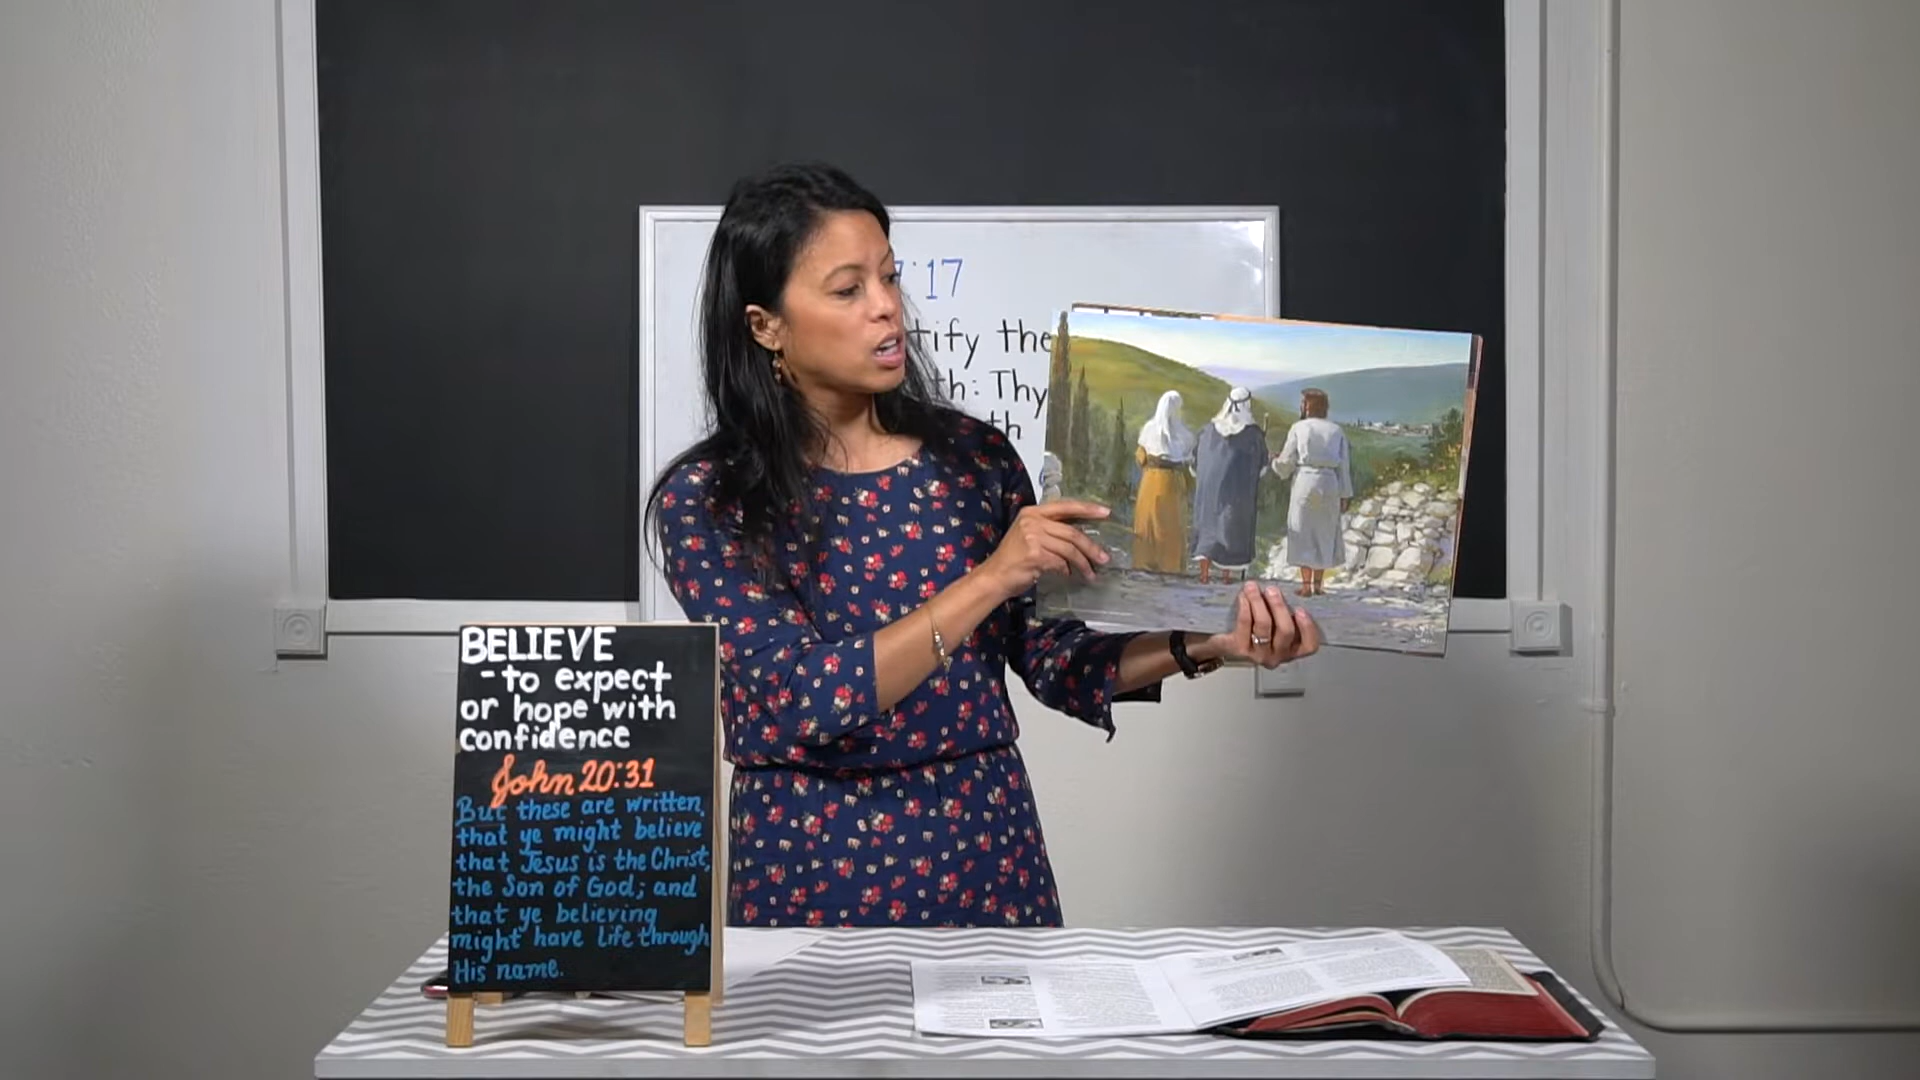 7:17
tify the
th: Thy
th
BELIEVE
- to expect
or hope with
confidence
John 20:31
But these are written,
that ye might believe
that Jesus is the Christ,
the Son of God; and
that ye believing
might have life through
His name.